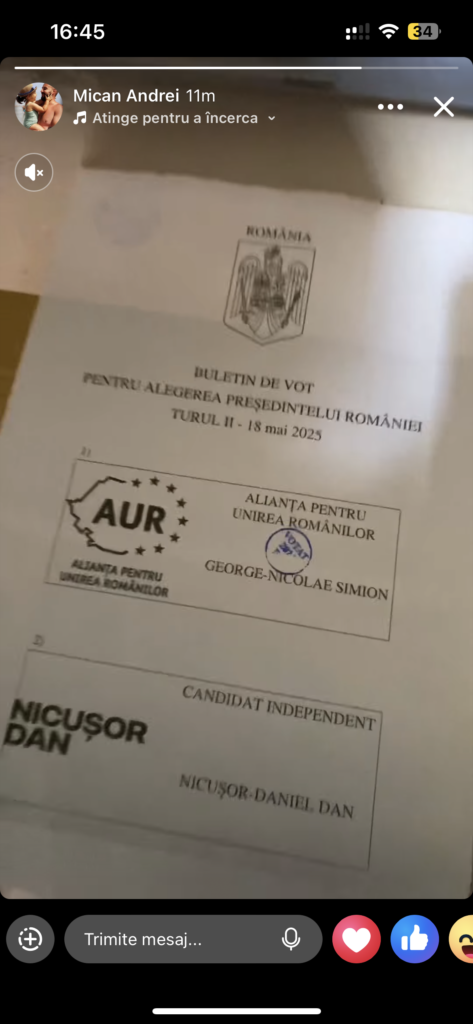 16:45
34
Mican Andrei 11m
Atinge pentru a încerca
ROMÂNIA
BULETIN DE VOT
PENTRU ALEGEREA PREȘEDINTELUI ROMÂNIEI
TURUL II - 18 mai 2025
1)
AUR
ALIANȚA PENTRU
UNIREA ROMÂNILOR
ALIANȚA PENTRU
UNIREA ROMÂNILOR
VOTAT
GEORGE-NICOLAE SIMION
2)
NICUȘOR
DAN
CANDIDAT INDEPENDENT
NICUȘOR-DANIEL DAN
Trimite mesaj...